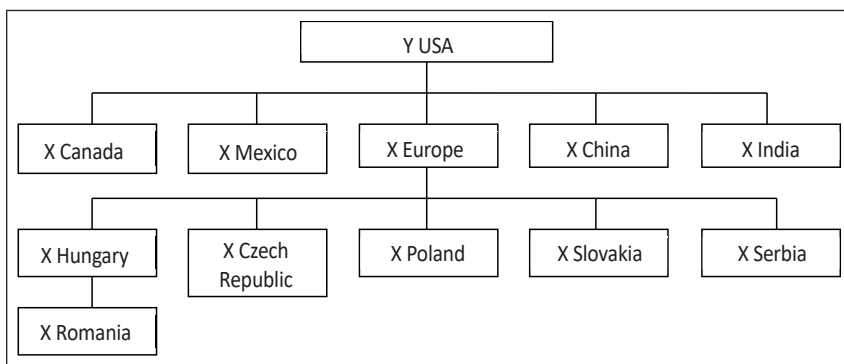 Y USA
X Canada
X Mexico
X Europe
X China
X India
X Hungary
X Czech
Republic
X Poland
X Slovakia
X Serbia
X Romania